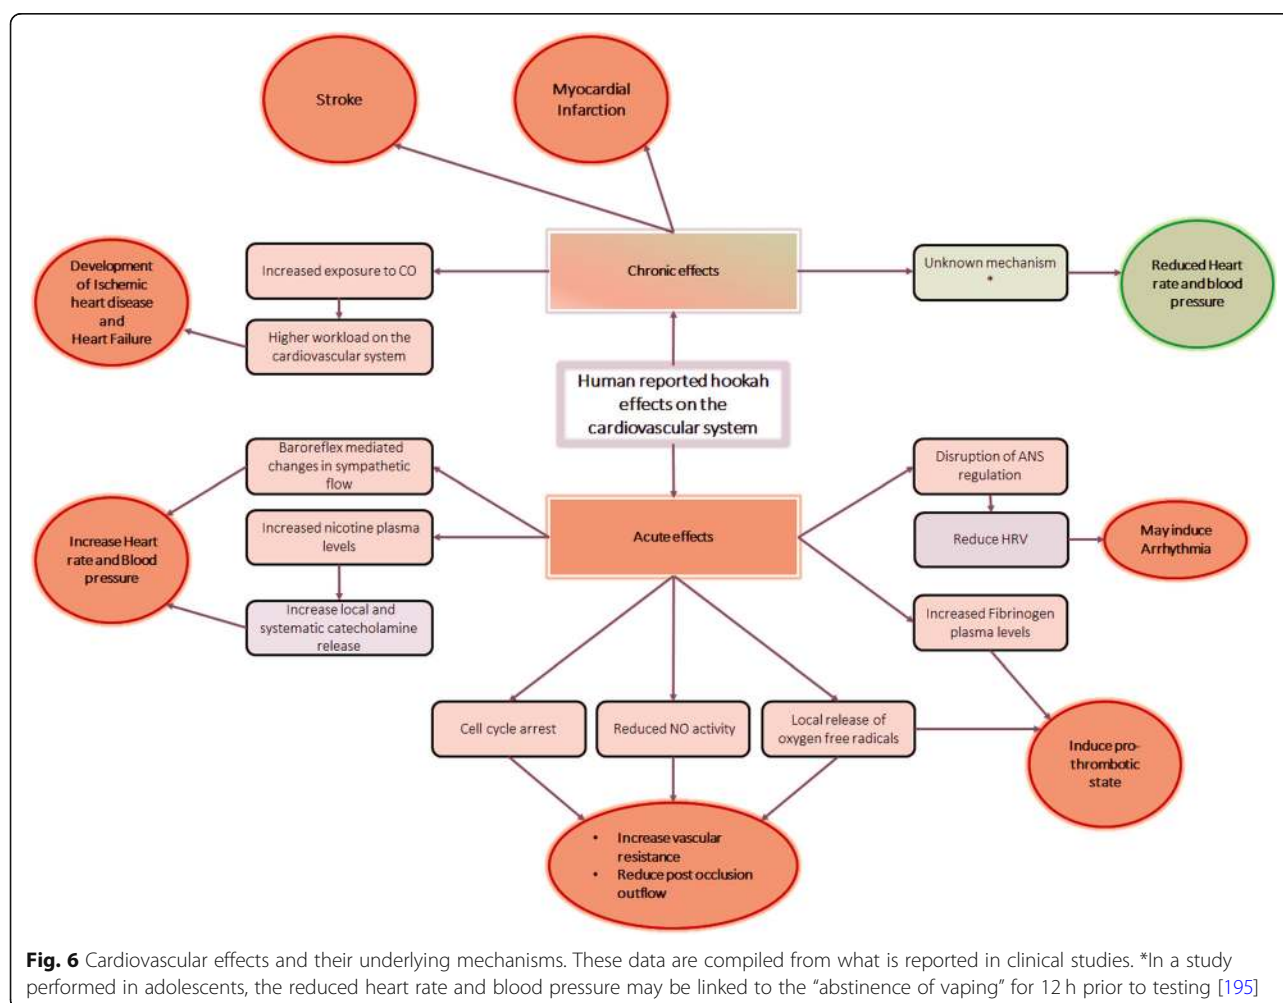 Stroke
Myocardial
Infarction
Development
of Ischemic
heart disease
and
Heart Failure
Increased exposure to CO
Chronic effects
Unknown mechanism
*
Reduced Heart
rate and blood
pressure
Higher workload on the
cardiovascular system
Human reported hookah
effects on the
cardiovascular system
Baroreflex mediated
changes in sympathetic
flow
Disruption of ANS
regulation
Increase Heart
rate and Blood
pressure
Increased nicotine plasma
levels
Acute effects
Reduce HRV
May induce
Arrhythmia
Increase local and
systematic catecholamine
release
Increased Fibrinogen
plasma levels
Cell cycle arrest
Reduced NO activity
Local release of
oxygen free radicals
Induce pro-
thrombotic
state
• Increase vascular
resistance
• Reduce post occlusion
outflow
Fig. 6 Cardiovascular effects and their underlying mechanisms. These data are compiled from what is reported in clinical studies. *In a study
performed in adolescents, the reduced heart rate and blood pressure may be linked to the “abstinence of vaping” for 12 h prior to testing [195]